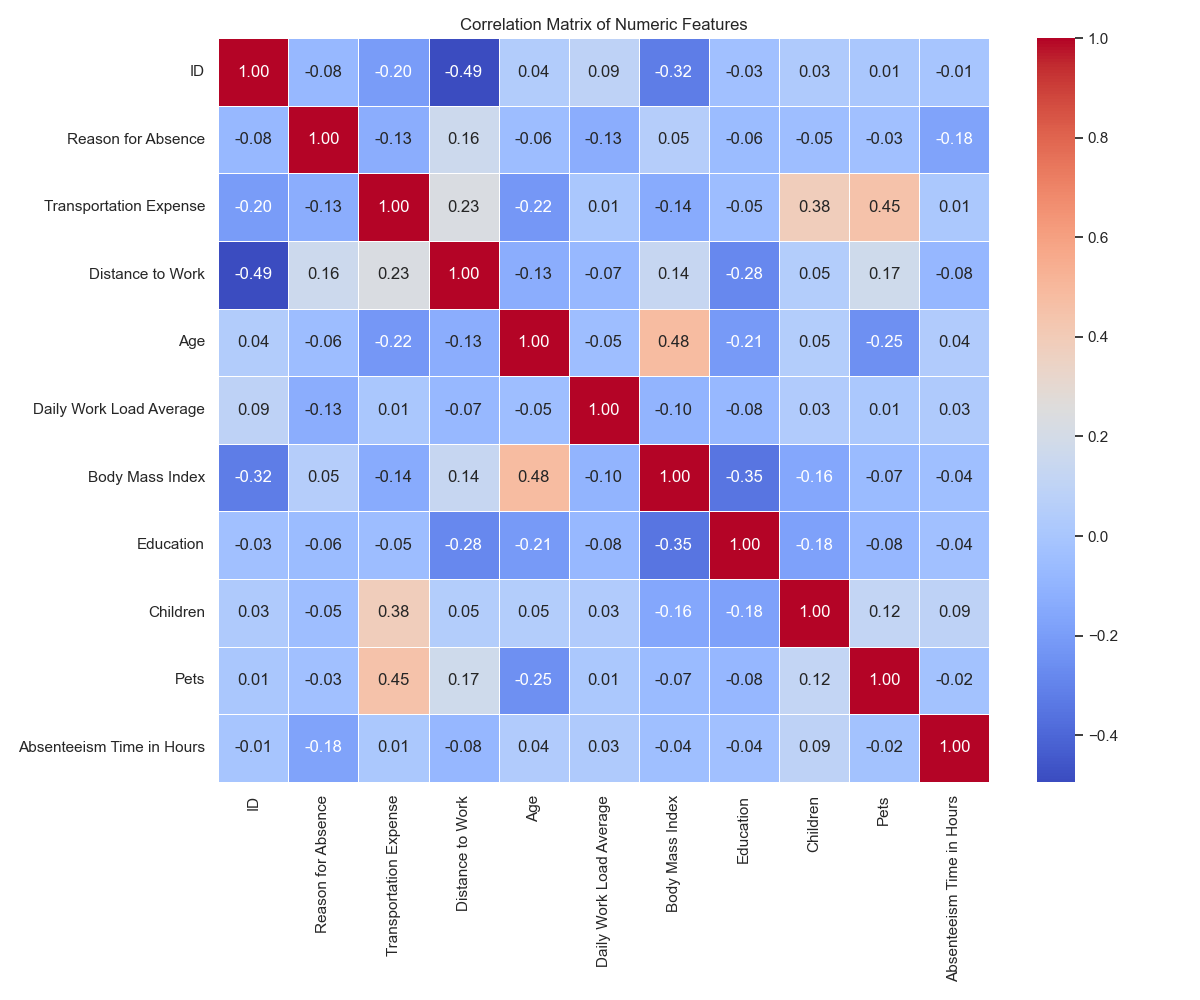 Correlation Matrix of Numeric Features
ID 1.00 -0.08 -0.20 -0.49 0.04 0.09 -0.32 -0.03 0.03 0.01 -0.01
Reason for Absence -0.08 1.00 -0.13 0.16 -0.06 -0.13 0.05 -0.06 -0.05 -0.03 -0.18
Transportation Expense -0.20 -0.13 1.00 0.23 -0.22 0.01 -0.14 -0.05 0.38 0.45 0.01
Distance to Work -0.49 0.16 0.23 1.00 -0.13 -0.07 0.14 -0.28 0.05 0.17 -0.08
Age 0.04 -0.06 -0.22 -0.13 1.00 -0.05 0.48 -0.21 0.05 -0.25 0.04
Daily Work Load Average 0.09 -0.13 0.01 -0.07 -0.05 1.00 -0.10 -0.08 0.03 0.01 0.03
Body Mass Index -0.32 0.05 -0.14 0.14 0.48 -0.10 1.00 -0.35 -0.16 -0.07 -0.04
Education -0.03 -0.06 -0.05 -0.28 -0.21 -0.08 -0.35 1.00 -0.18 -0.08 -0.04
Children 0.03 -0.05 0.38 0.05 0.05 0.03 -0.16 -0.18 1.00 0.12 0.09
Pets 0.01 -0.03 0.45 0.17 -0.25 0.01 -0.07 -0.08 0.12 1.00 -0.02
Absenteeism Time in Hours -0.01 -0.18 0.01 -0.08 0.04 0.03 -0.04 -0.04 0.09 -0.02 1.00
ID
Reason for Absence
Transportation Expense
Distance to Work
Age
Daily Work Load Average
Body Mass Index
Education
Children
Pets
Absenteeism Time in Hours
1.0
0.8
0.6
0.4
0.2
0.0
−0.2
−0.4